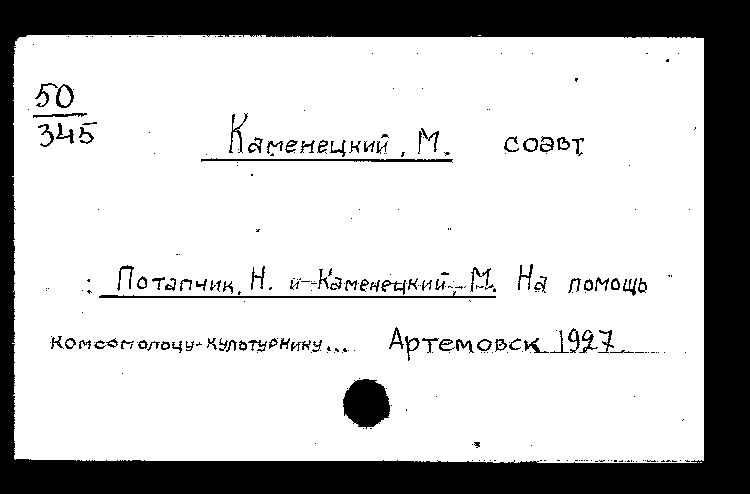 50
345
Каменецкий, М. соавт
: Потапчик, Н. и Каменецкий, М. На помощь
комсомольцу-культурнику... Артемовск 1927.